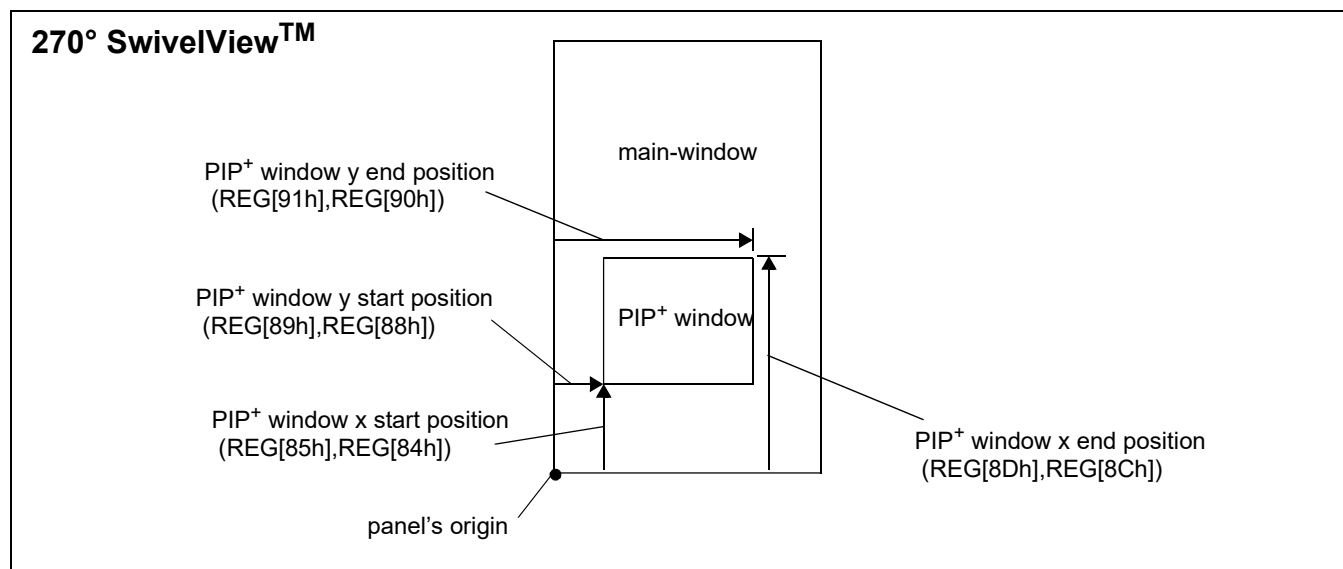 270° SwivelView™
main-window
PIP⁺ window y end position
(REG[91h],REG[90h])
PIP⁺ window y start position
(REG[89h],REG[88h])
PIP⁺ window
PIP⁺ window x start position
(REG[85h],REG[84h])
PIP⁺ window x end position
(REG[8Dh],REG[8Ch])
panel's origin